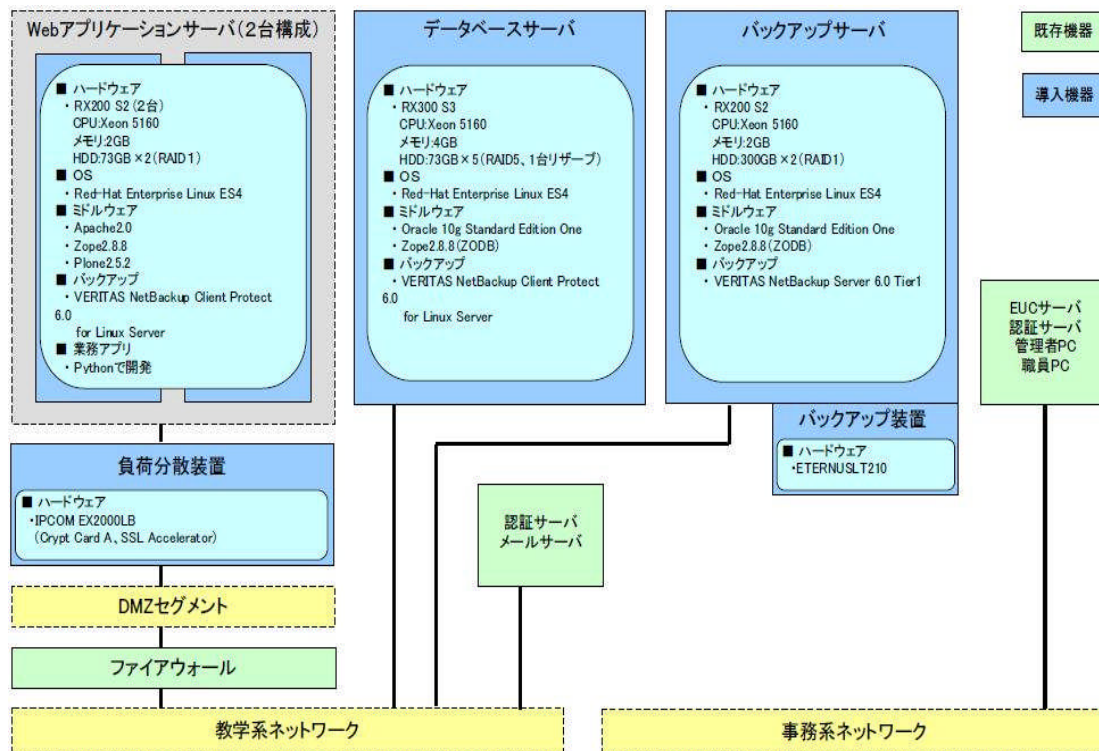 Webアプリケーションサーバ(2台構成)
■ ハードウェア
・RX200 S2(2台)
CPU:Xeon 5160
メモリ:2GB
HDD:73GB×2(RAID1)
■ OS
・Red-Hat Enterprise Linux ES4
■ ミドルウェア
・Apache2.0
・Zope2.8.8
・Plone2.5.2
■ バックアップ
・VERITAS NetBackup Client Protect
6.0
for Linux Server
■ 業務アプリ
・Pythonで開発
データベースサーバ
■ ハードウェア
・RX300 S3
CPU:Xeon 5160
メモリ:4GB
HDD:73GB×5(RAID5、1台リザーブ)
■ OS
・Red-Hat Enterprise Linux ES4
■ ミドルウェア
・Oracle 10g Standard Edition One
・Zope2.8.8(ZODB)
■ バックアップ
・VERITAS NetBackup Client Protect
6.0
for Linux Server
バックアップサーバ
■ ハードウェア
・RX200 S2
CPU:Xeon 5160
メモリ:2GB
HDD:300GB×2(RAID1)
■ OS
・Red-Hat Enterprise Linux ES4
■ ミドルウェア
・Oracle 10g Standard Edition One
・Zope2.8.8(ZODB)
■ バックアップ
・VERITAS NetBackup Server 6.0 Tier1
既存機器
導入機器
EUCサーバ
認証サーバ
管理者PC
職員PC
バックアップ装置
■ ハードウェア
・ETERNUSLT210
負荷分散装置
■ ハードウェア
・IPCOM EX2000LB
(Crypt Card A、SSL Accelerator)
認証サーバ
メールサーバ
DMZセグメント
ファイアウォール
教学系ネットワーク
事務系ネットワーク